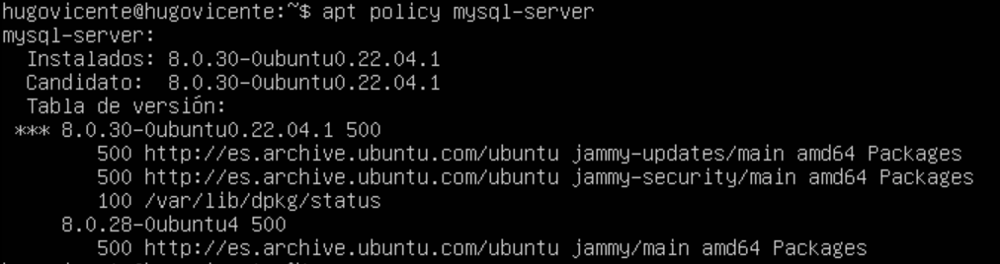 hugovicente@hugovicente:~$ apt policy mysql-server
mysql-server:
  Instalados: 8.0.30-0ubuntu0.22.04.1
  Candidato:  8.0.30-0ubuntu0.22.04.1
  Tabla de versión:
 *** 8.0.30-0ubuntu0.22.04.1 500
        500 http://es.archive.ubuntu.com/ubuntu jammy-updates/main amd64 Packages
        500 http://es.archive.ubuntu.com/ubuntu jammy-security/main amd64 Packages
        100 /var/lib/dpkg/status
     8.0.28-0ubuntu4 500
        500 http://es.archive.ubuntu.com/ubuntu jammy/main amd64 Packages